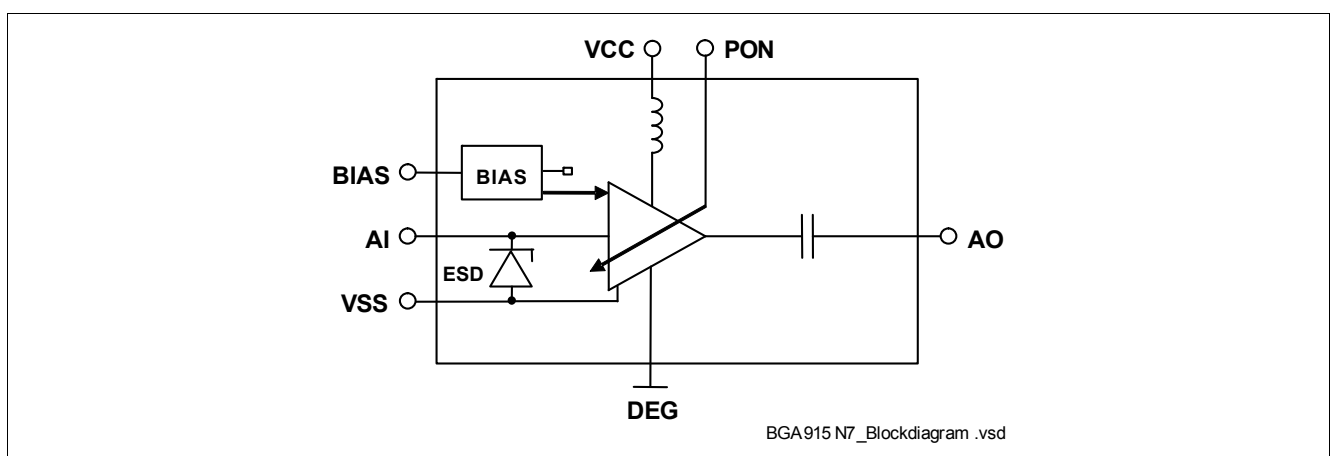 VCC PON
BIAS BIAS
AI AO
ESD
VSS
DEG
BGA915 N7_Blockdiagram .vsd